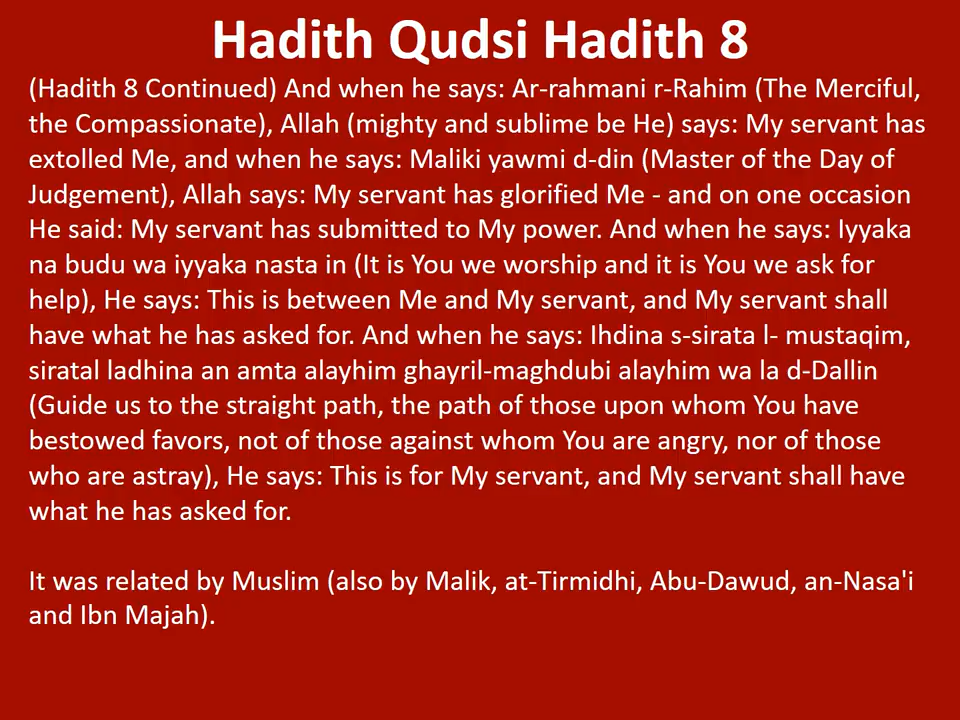 Hadith Qudsi Hadith 8
(Hadith 8 Continued) And when he says: Ar-rahmani r-Rahim (The Merciful,
the Compassionate), Allah (mighty and sublime be He) says: My servant has
extolled Me, and when he says: Maliki yawmi d-din (Master of the Day of
Judgement), Allah says: My servant has glorified Me - and on one occasion
He said: My servant has submitted to My power. And when he says: Iyyaka
na budu wa iyyaka nasta in (It is You we worship and it is You we ask for
help), He says: This is between Me and My servant, and My servant shall
have what he has asked for. And when he says: Ihdina s-sirata l- mustaqim,
siratal ladhina an amta alayhim ghayril-maghdubi alayhim wa la d-Dallin
(Guide us to the straight path, the path of those upon whom You have
bestowed favors, not of those against whom You are angry, nor of those
who are astray), He says: This is for My servant, and My servant shall have
what he has asked for.
It was related by Muslim (also by Malik, at-Tirmidhi, Abu-Dawud, an-Nasa'i
and Ibn Majah).